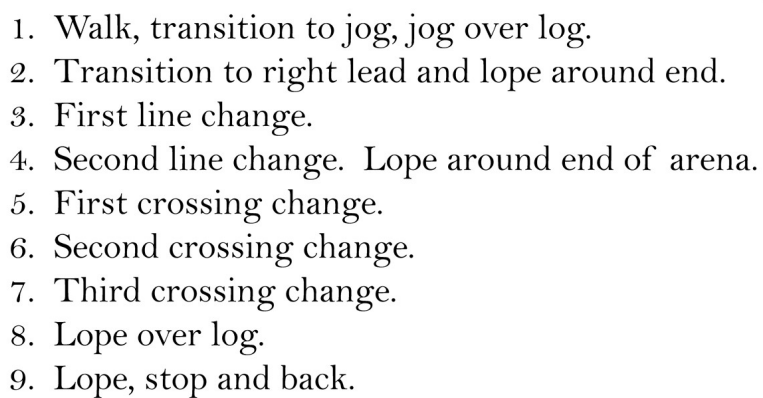 1. Walk, transition to jog, jog over log.
2. Transition to right lead and lope around end.
3. First line change.
4. Second line change. Lope around end of arena.
5. First crossing change.
6. Second crossing change.
7. Third crossing change.
8. Lope over log.
9. Lope, stop and back.